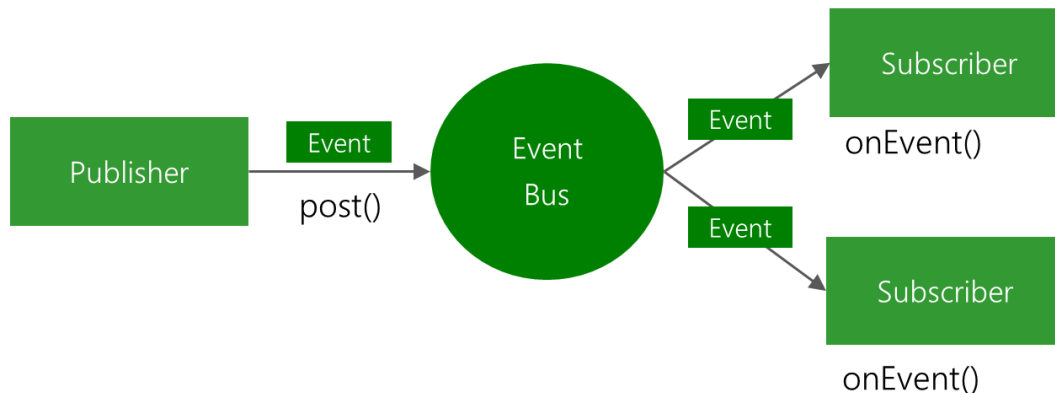 Publisher
Event
post()
Event
Bus
Event
Subscriber
onEvent()
Event
Subscriber
onEvent()